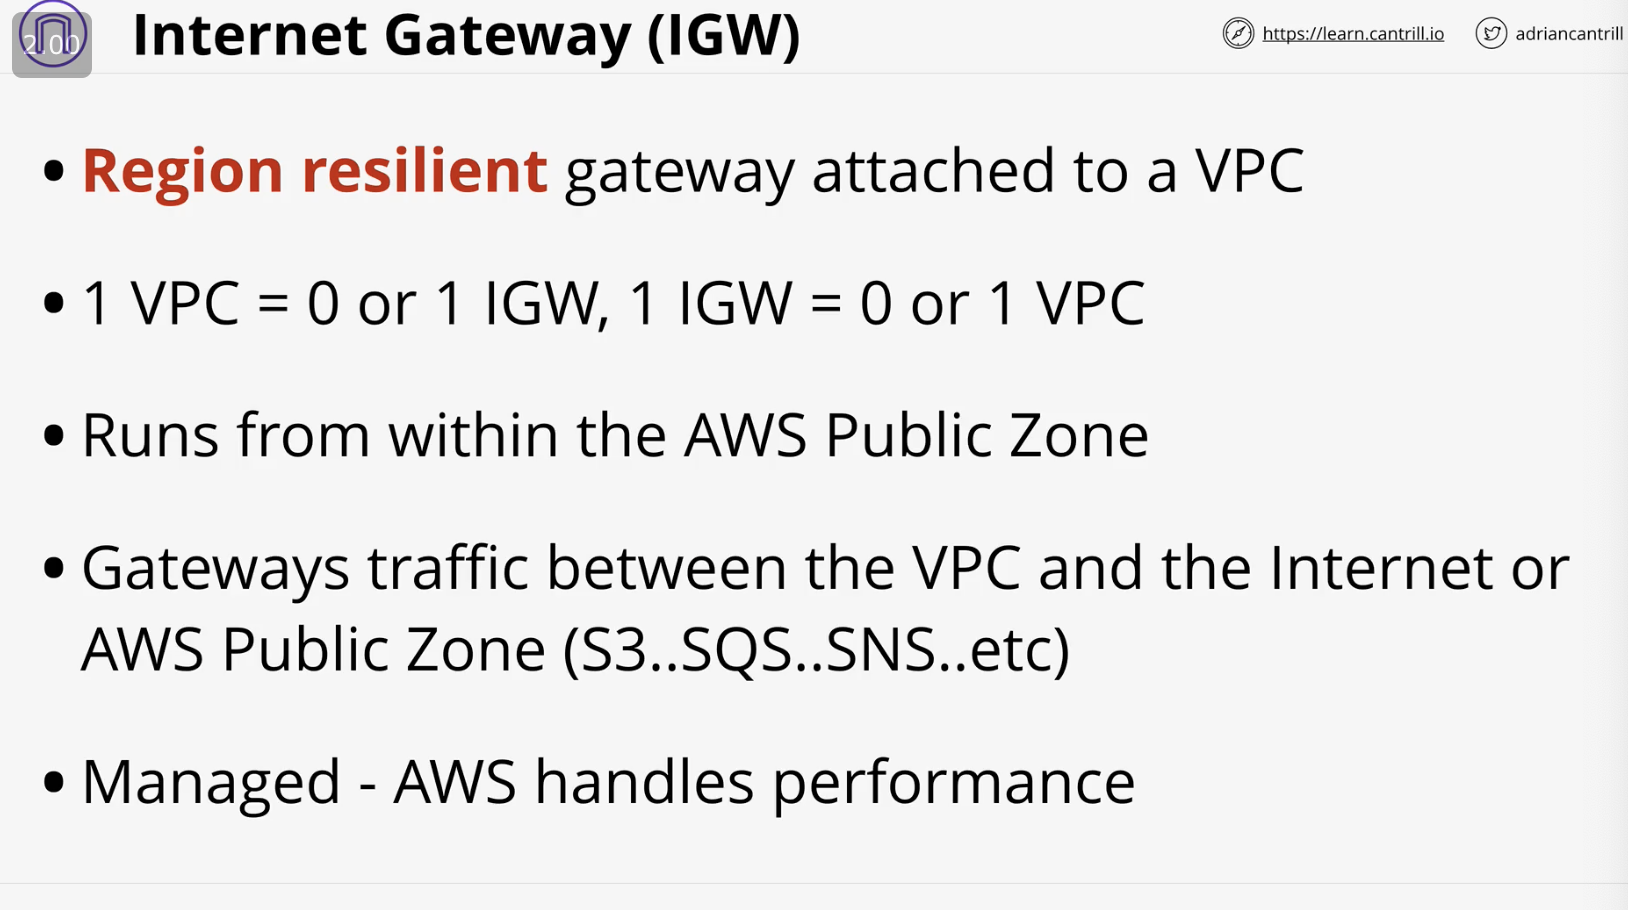 2.00
Internet Gateway (IGW)
https://learn.cantrill.io
adriancantrill
• Region resilient gateway attached to a VPC
• 1 VPC = 0 or 1 IGW, 1 IGW = 0 or 1 VPC
• Runs from within the AWS Public Zone
• Gateways traffic between the VPC and the Internet or
AWS Public Zone (S3..SQS..SNS..etc)
• Managed - AWS handles performance